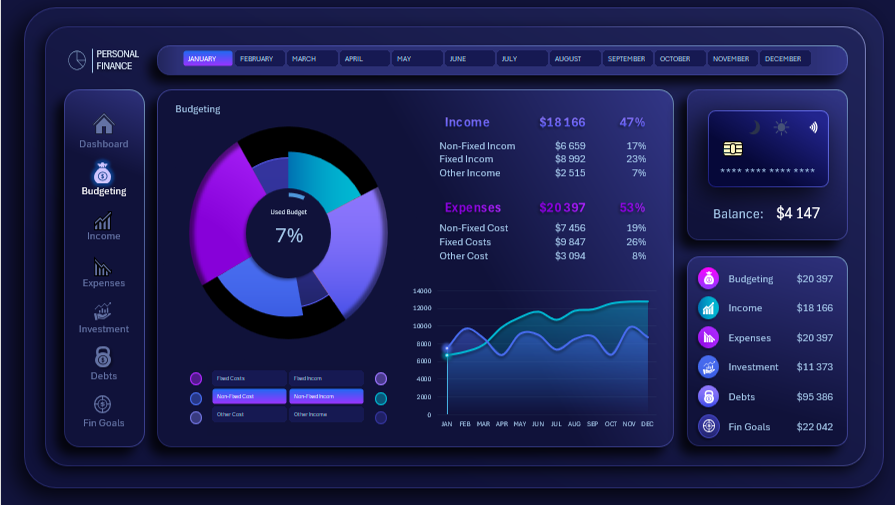 PERSONAL
FINANCE
JANUARY FEBRUARY MARCH APRIL MAY JUNE JULY AUGUST SEPTEMBER OCTOBER NOVEMBER DECEMBER
Dashboard
Budgeting
Income
Expenses
Investment
Debts
Fin Goals
Budgeting
Used Budget
7%
Fixed Costs Fixed Incom
Non-Fixed Cost Non-Fixed Incom
Other Cost Other Income
Income $18 166 47%
Non-Fixed Incom $6 659 17%
Fixed Incom $8 992 23%
Other Income $2 515 7%
Expenses $20 397 53%
Non-Fixed Cost $7 456 19%
Fixed Costs $9 847 26%
Other Cost $3 094 8%
14000
12000
10000
8000
6000
4000
2000
0
JAN FEB MAR APR MAY JUN JUL AUG SEP OCT NOV DEC
**** **** **** ****
Balance: $4 147
Budgeting $20 397
Income $18 166
Expenses $20 397
Investment $11 373
Debts $95 386
Fin Goals $22 042